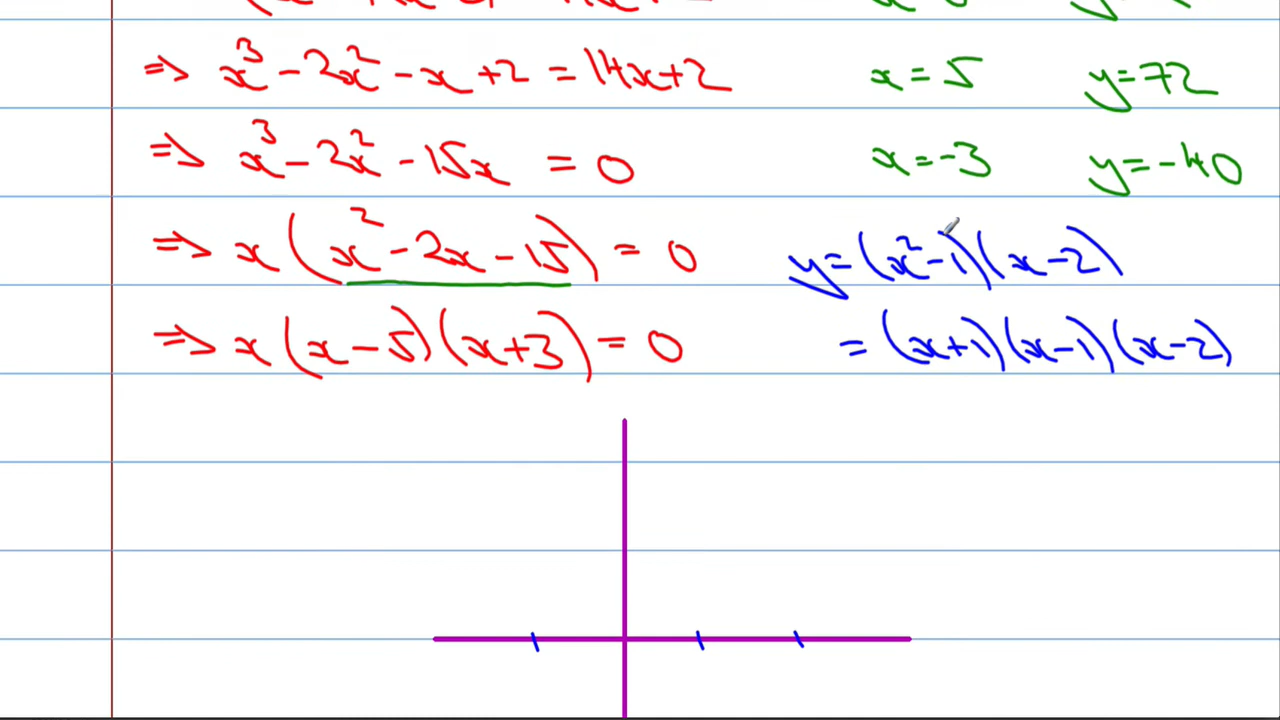 ⇒ x³ - 2x² - x + 2 = 14x + 2
x = 5 y = 72
⇒ x³ - 2x² - 15x = 0
x = -3 y = -40
⇒ x(x² - 2x - 15) = 0
y = (x² - 1)(x - 2)
⇒ x(x - 5)(x + 3) = 0
= (x + 1)(x - 1)(x - 2)